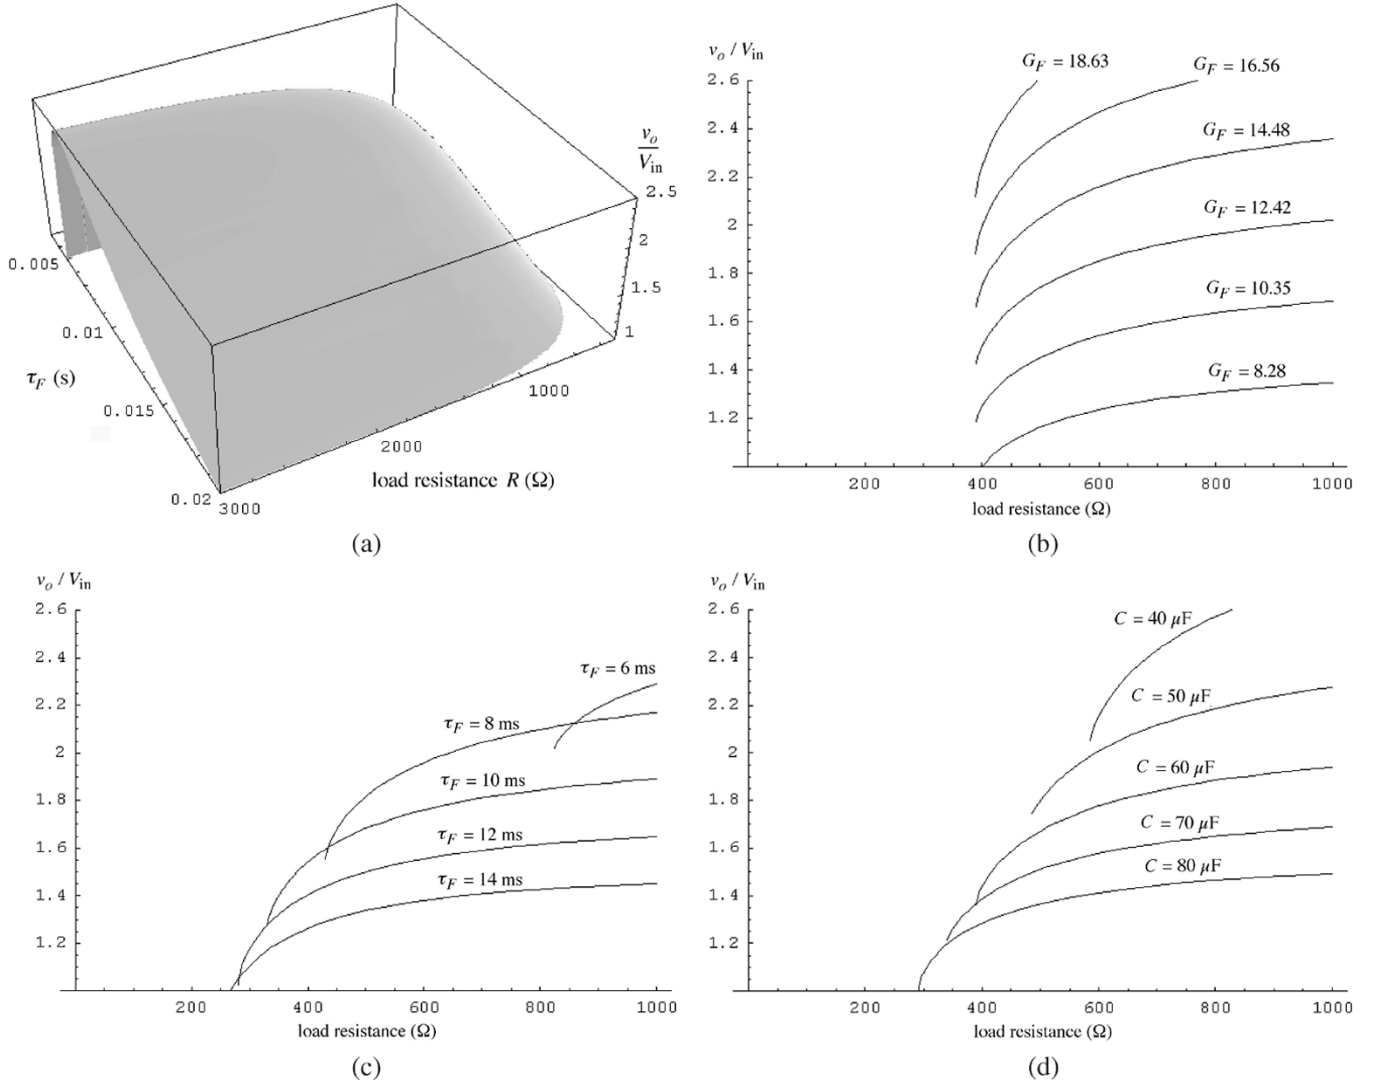 v_o
V_in
2.5
2
1.5
1
0.005
0.01
τ_F (s)
0.015
0.02
3000
2000
1000
load resistance R (Ω)
(a)
v_o / V_in
G_F = 18.63
G_F = 16.56
2.6
2.4
G_F = 14.48
2.2
2
G_F = 12.42
1.8
1.6
G_F = 10.35
1.4
G_F = 8.28
1.2
200 400 600 800 1000
load resistance (Ω)
(b)
v_o / V_in
2.6
2.4
τ_F = 6 ms
2.2
τ_F = 8 ms
2
τ_F = 10 ms
1.8
τ_F = 12 ms
1.6
τ_F = 14 ms
1.4
1.2
200 400 600 800 1000
load resistance (Ω)
(c)
v_o / V_in
2.6
C = 40 μF
2.4
2.2
C = 50 μF
2
C = 60 μF
1.8
C = 70 μF
1.6
C = 80 μF
1.4
1.2
200 400 600 800 1000
load resistance (Ω)
(d)